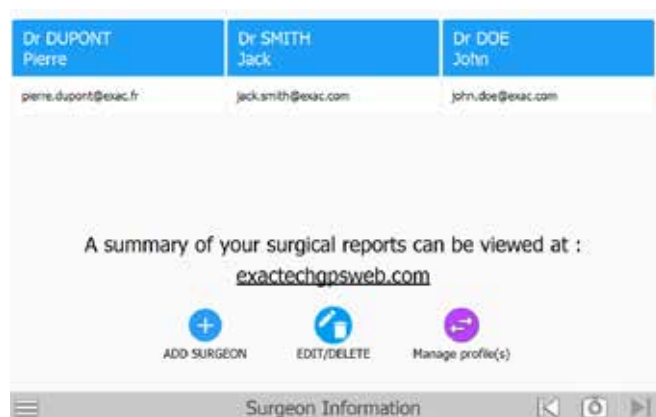 Dr DUPONT
Pierre
Dr SMITH
Jack
Dr DOE
John
pierre.dupont@exac.fr
jack.smith@exac.com
john.doe@exac.com
A summary of your surgical reports can be viewed at :
exactechgpsweb.com
ADD SURGEON
EDIT/DELETE
Manage profile(s)
Surgeon Information